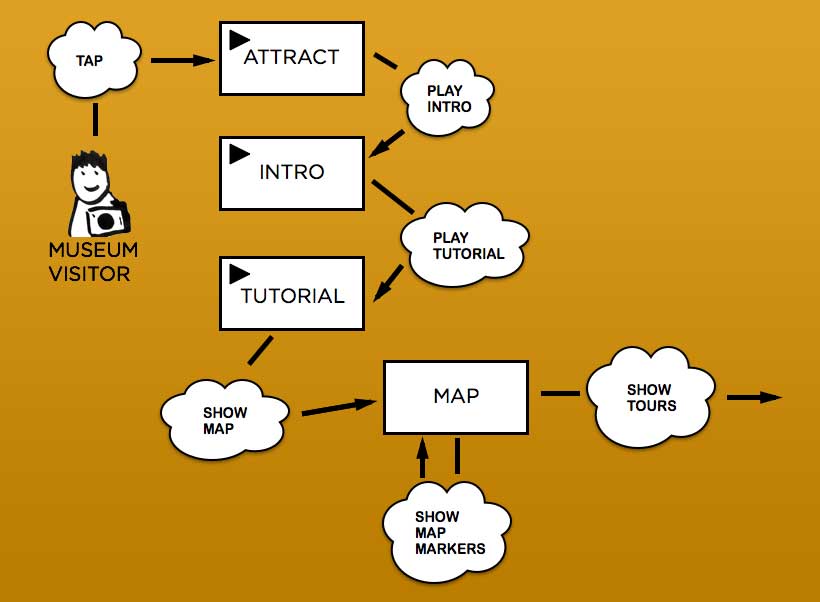 TAP
ATTRACT
PLAY
INTRO
INTRO
MUSEUM
VISITOR
PLAY
TUTORIAL
TUTORIAL
SHOW
MAP
MAP
SHOW
TOURS
SHOW
MAP
MARKERS